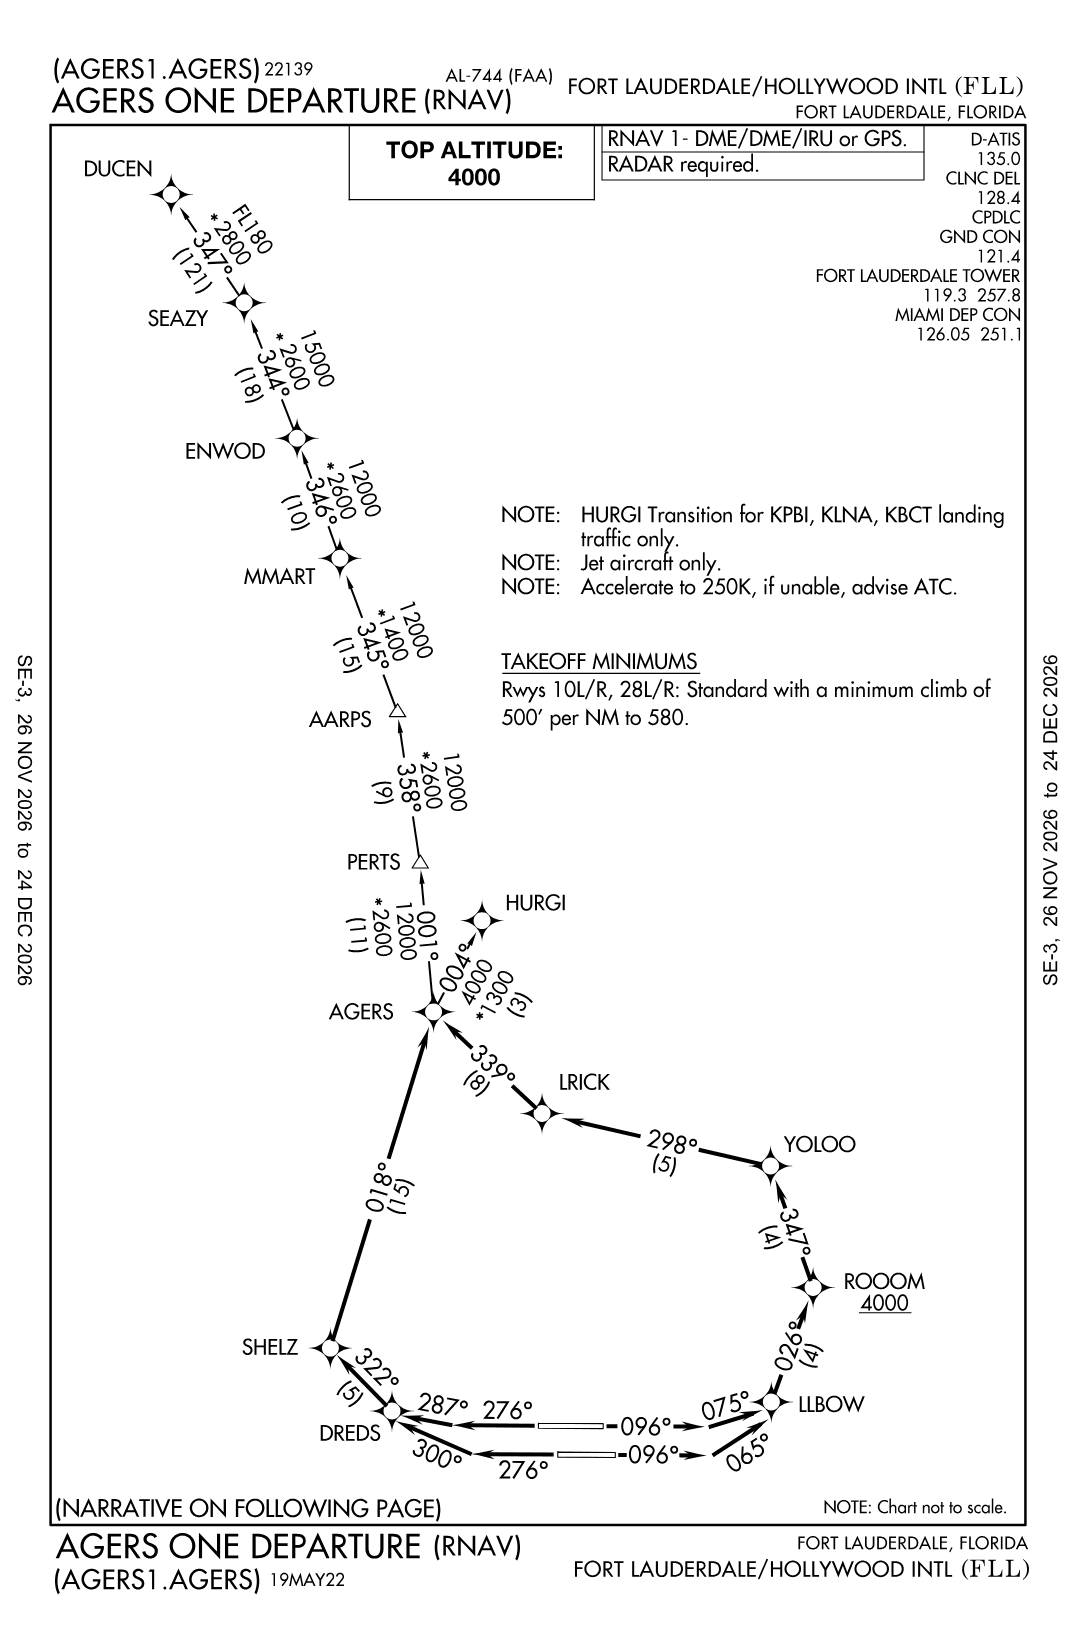 (AGERS1.AGERS) 22139
AL-744 (FAA)
FORT LAUDERDALE/HOLLYWOOD INTL (FLL)
AGERS ONE DEPARTURE (RNAV)
FORT LAUDERDALE, FLORIDA
TOP ALTITUDE:
4000
RNAV 1- DME/DME/IRU or GPS.
RADAR required.
D-ATIS
135.0
CLNC DEL
128.4
CPDLC
GND CON
121.4
FORT LAUDERDALE TOWER
119.3 257.8
MIAMI DEP CON
126.05 251.1
DUCEN
FL180
*2800
347°
(121)
SEAZY
15000
*2600
344°
(18)
ENWOD
12000
*2600
346°
(10)
MMART
12000
*1400
345°
(15)
AARPS
12000
*2600
358°
(9)
PERTS
001°
12000
*2600
(11)
HURGI
004°
4000
*1300
(3)
AGERS
339°
(8)
LRICK
298°
(5)
YOLOO
347°
(4)
ROOOM
4000
026°
(4)
LLBOW
018°
(15)
SHELZ
322°
(5)
DREDS
287°
276°
096°
075°
300°
276°
096°
065°
NOTE: HURGI Transition for KPBI, KLNA, KBCT landing
traffic only.
NOTE: Jet aircraft only.
NOTE: Accelerate to 250K, if unable, advise ATC.
TAKEOFF MINIMUMS
Rwys 10L/R, 28L/R: Standard with a minimum climb of
500' per NM to 580.
SE-3, 26 NOV 2026 to 24 DEC 2026
SE-3, 26 NOV 2026 to 24 DEC 2026
(NARRATIVE ON FOLLOWING PAGE)
NOTE: Chart not to scale.
AGERS ONE DEPARTURE (RNAV)
FORT LAUDERDALE, FLORIDA
(AGERS1.AGERS) 19MAY22
FORT LAUDERDALE/HOLLYWOOD INTL (FLL)